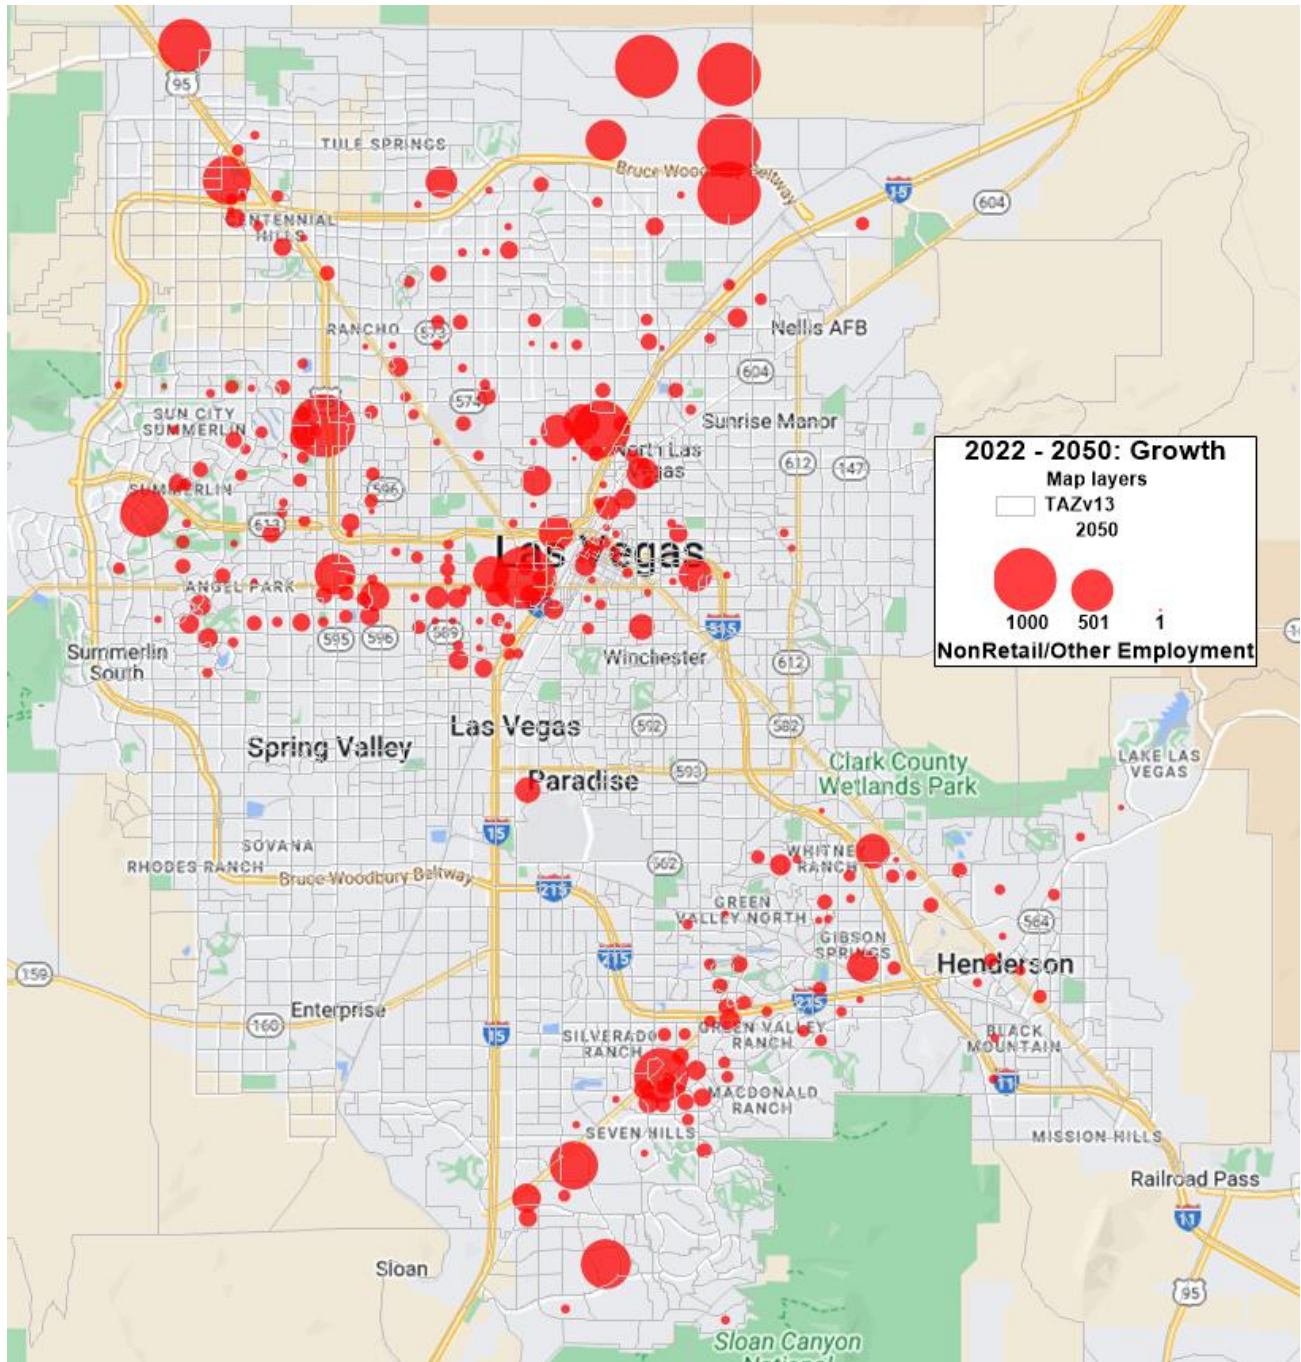 95
TULE SPRINGS
Bruce Woodbury Beltway
15
604
CENTENNIAL
HILLS
RANCHO
573
Nellis AFB
604
574
SUN CITY
SUMMERLIN
Sunrise Manor
North Las
Vegas
612
147
2022 - 2050: Growth
Map layers
TAZv13
2050
1000
501
1
NonRetail/Other Employment
SUMMERLIN
596
613
Las Vegas
ANGEL PARK
595
596
589
515
Summerlin
South
Winchester
612
Las Vegas
592
582
Spring Valley
593
Paradise
Clark County
Wetlands Park
LAKE LAS
VEGAS
15
SOVANA
RHODES RANCH
Bruce Woodbury Beltway
562
WHITNEY
RANCH
215
GREEN
VALLEY NORTH
564
GIBSON
SPRINGS
215
Henderson
159
Enterprise
160
15
215
SILVERADO
RANCH
GREEN VALLEY
RANCH
BLACK
MOUNTAIN
11
MACDONALD
RANCH
SEVEN HILLS
MISSION HILLS
Railroad Pass
11
Sloan
95
Sloan Canyon
National